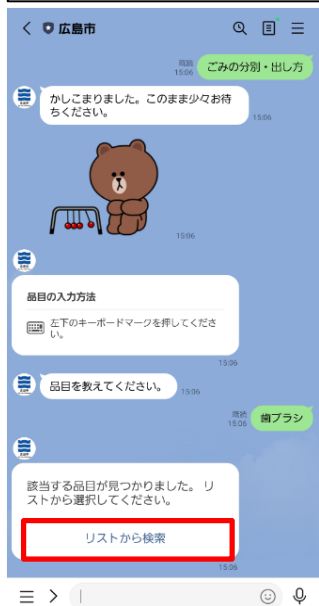 広島市
既読
15:06
ごみの分別・出し方
かしこまりました。このまま少々お待
ちください。
15:06
15:06
品目の入力方法
左下のキーボードマークを押してくださ
い。
15:06
品目を教えてください。
15:06
既読
15:06
歯ブラシ
該当する品目が見つかりました。 リ
ストから選択してください。
リストから検索
15:06